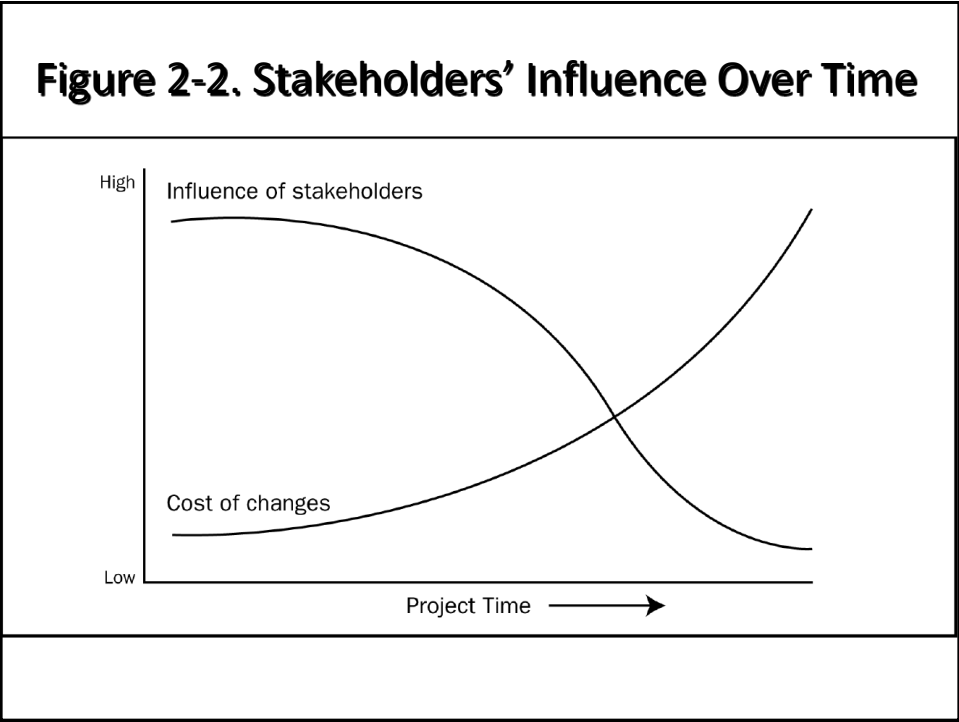 Figure 2-2. Stakeholders’ Influence Over Time
High
Influence of stakeholders
Cost of changes
Low
Project Time